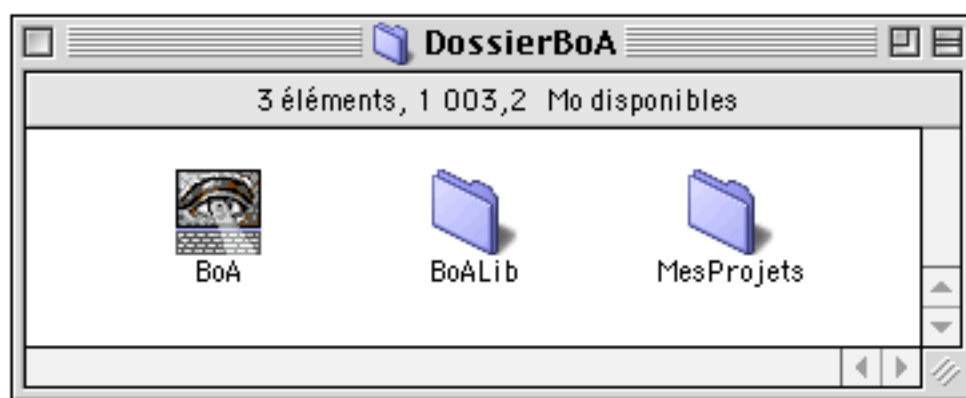 DossierBoA
3 éléments, 1 003,2 Mo disponibles
BoA BoALib MesProjets